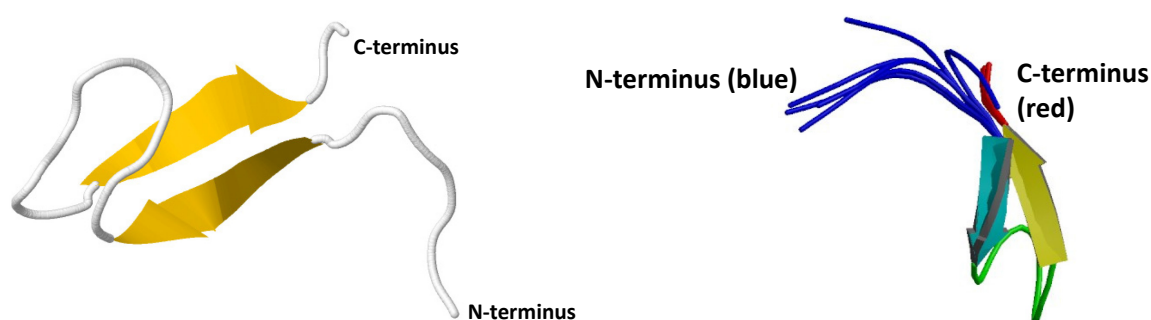 C-terminus
N-terminus
N-terminus (blue)
C-terminus
(red)